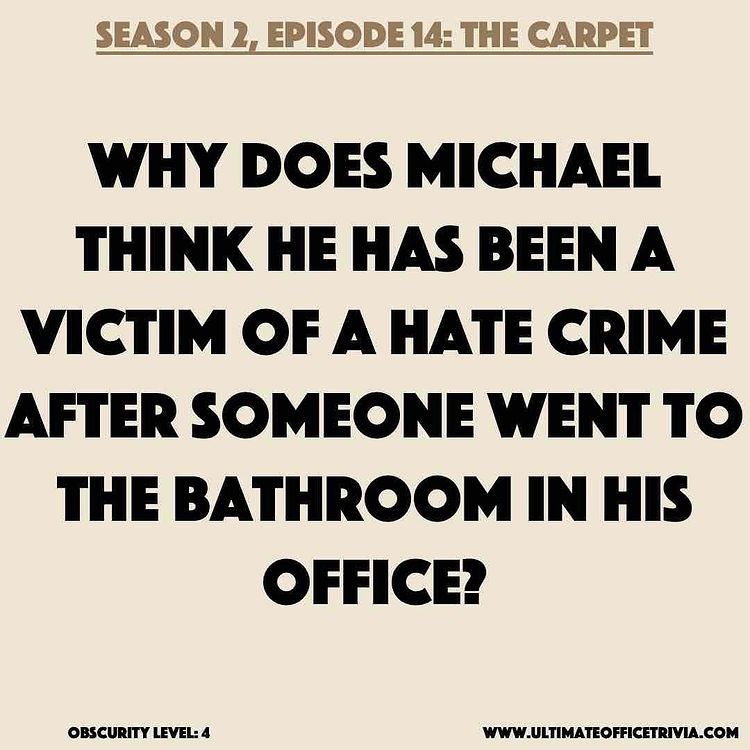 SEASON 2, EPISODE 14: THE CARPET
WHY DOES MICHAEL
THINK HE HAS BEEN A
VICTIM OF A HATE CRIME
AFTER SOMEONE WENT TO
THE BATHROOM IN HIS
OFFICE?
OBSCURITY LEVEL: 4
WWW.ULTIMATEOFFICETRIVIA.COM